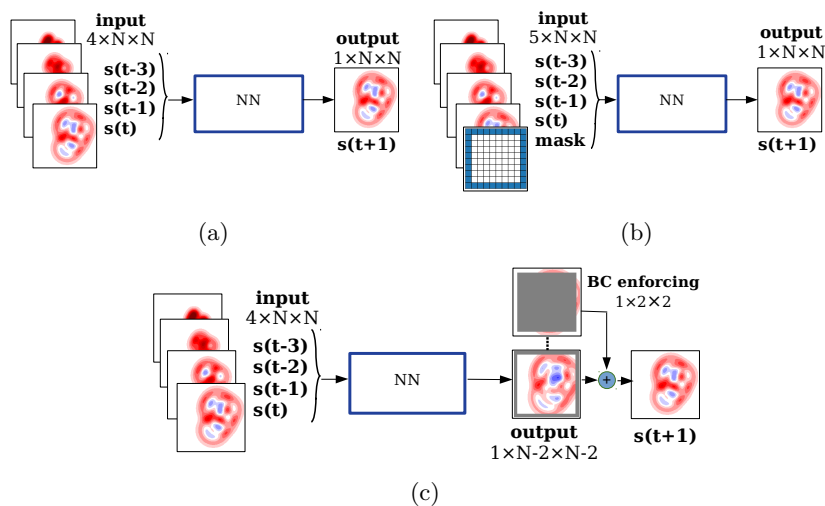 input
4×N×N
s(t-3)
s(t-2)
s(t-1)
s(t)
NN
output
1×N×N
s(t+1)
(a)
input
5×N×N
s(t-3)
s(t-2)
s(t-1)
s(t)
mask
NN
output
1×N×N
s(t+1)
(b)
input
4×N×N
s(t-3)
s(t-2)
s(t-1)
s(t)
NN
BC enforcing
1×2×2
+
output
1×N-2×N-2
s(t+1)
(c)